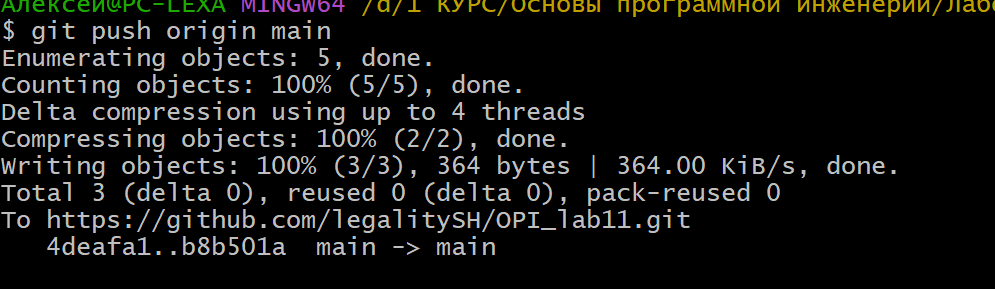 Алексей@PC-LEXA MINGW64 /d/1 КУРС/Основы программной инженерии/Лабо
$ git push origin main
Enumerating objects: 5, done.
Counting objects: 100% (5/5), done.
Delta compression using up to 4 threads
Compressing objects: 100% (2/2), done.
Writing objects: 100% (3/3), 364 bytes | 364.00 KiB/s, done.
Total 3 (delta 0), reused 0 (delta 0), pack-reused 0
To https://github.com/legalitySH/OPI_lab11.git
   4deafa1..b8b501a  main -> main